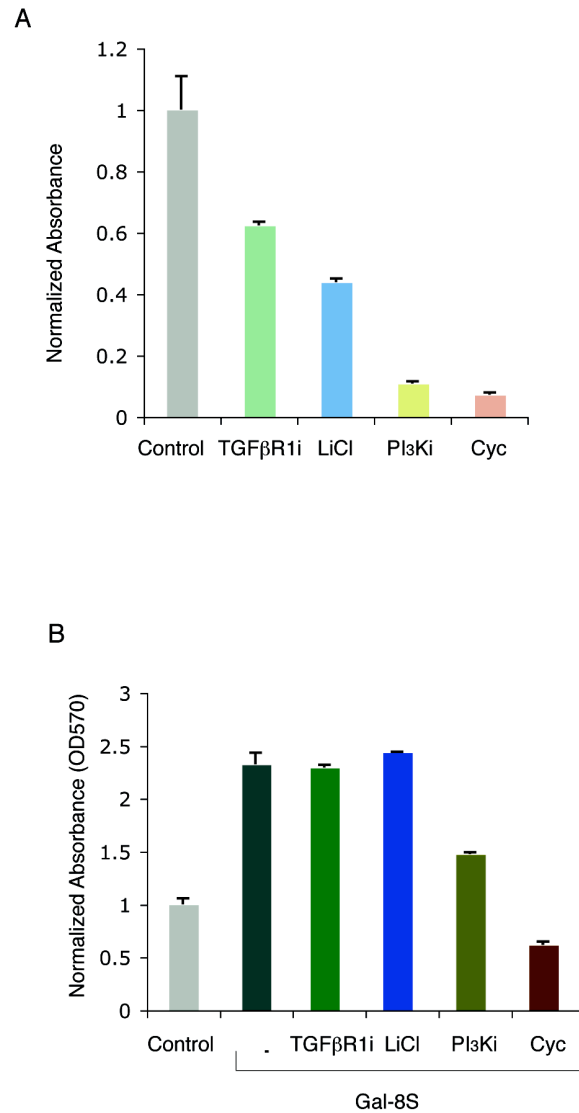 A
Normalized Absorbance
1.2
1
0.8
0.6
0.4
0.2
0
Control TGFβR1i LiCl PI3Ki Cyc
B
Normalized Absorbance (OD570)
3
2.5
2
1.5
1
0.5
0
Control - TGFβR1i LiCl PI3Ki Cyc
Gal-8S